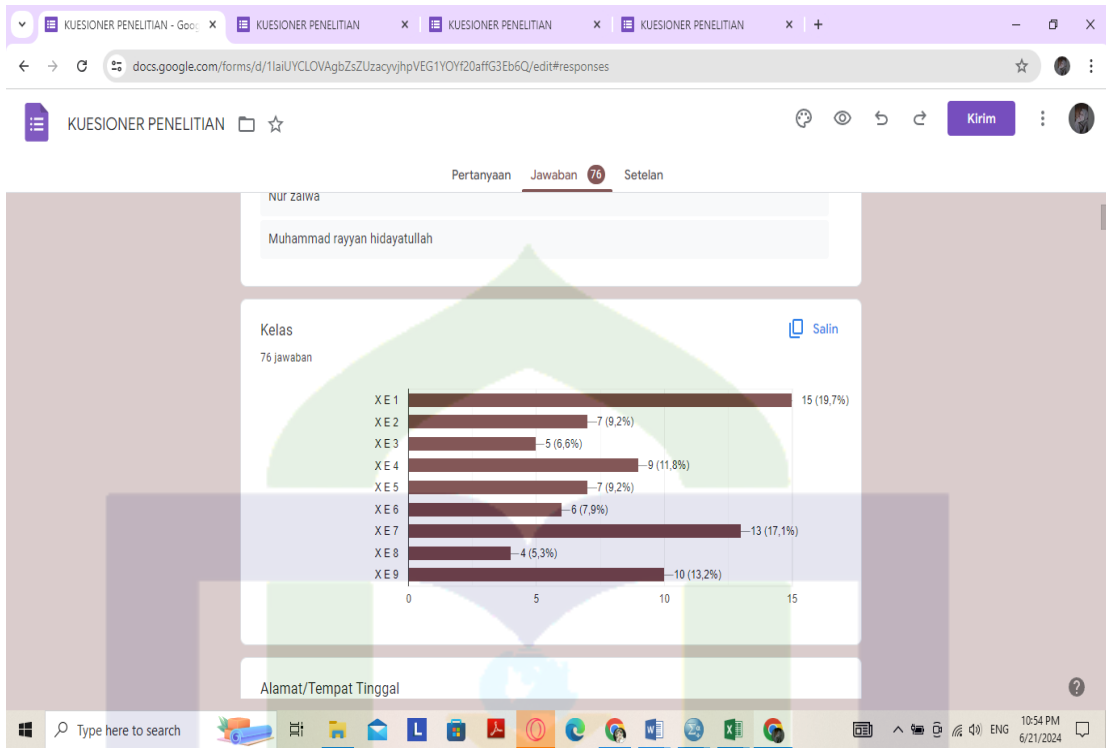 KUESIONER PENELITIAN - Goog
KUESIONER PENELITIAN
KUESIONER PENELITIAN
KUESIONER PENELITIAN
docs.google.com/forms/d/1IaiUYCLOVAgbZsZUzacyvjhpVEG1YOYf20affG3Eb6Q/edit#responses
KUESIONER PENELITIAN
Kirim
Pertanyaan Jawaban 76 Setelan
Nur zalwa
Muhammad rayyan hidayatullah
Kelas
Salin
76 jawaban
X E 1 15 (19,7%)
X E 2 7 (9,2%)
X E 3 5 (6,6%)
X E 4 9 (11,8%)
X E 5 7 (9,2%)
X E 6 6 (7,9%)
X E 7 13 (17,1%)
X E 8 4 (5,3%)
X E 9 10 (13,2%)
0 5 10 15
Alamat/Tempat Tinggal
Type here to search
ENG
10:54 PM
6/21/2024